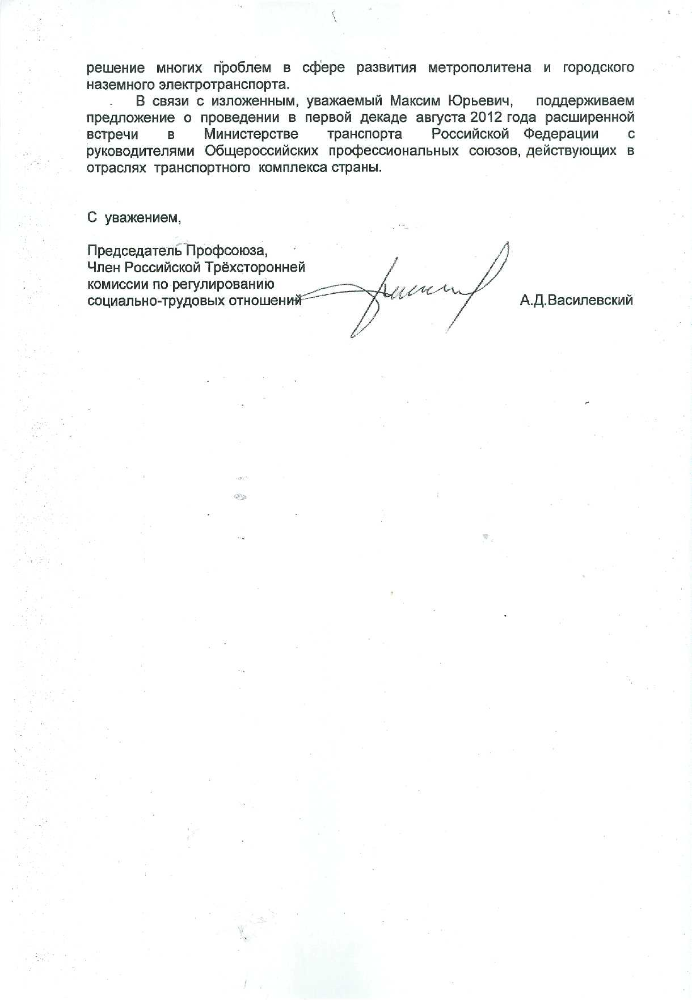 решение многих проблем в сфере развития метрополитена и городского
наземного электротранспорта.
В связи с изложенным, уважаемый Максим Юрьевич, поддерживаем
предложение о проведении в первой декаде августа 2012 года расширенной
встречи в Министерстве транспорта Российской Федерации с
руководителями Общероссийских профессиональных союзов, действующих в
отраслях транспортного комплекса страны.
С уважением,
Председатель Профсоюза,
Член Российской Трёхсторонней
комиссии по регулированию
социально-трудовых отношений А.Д.Василевский